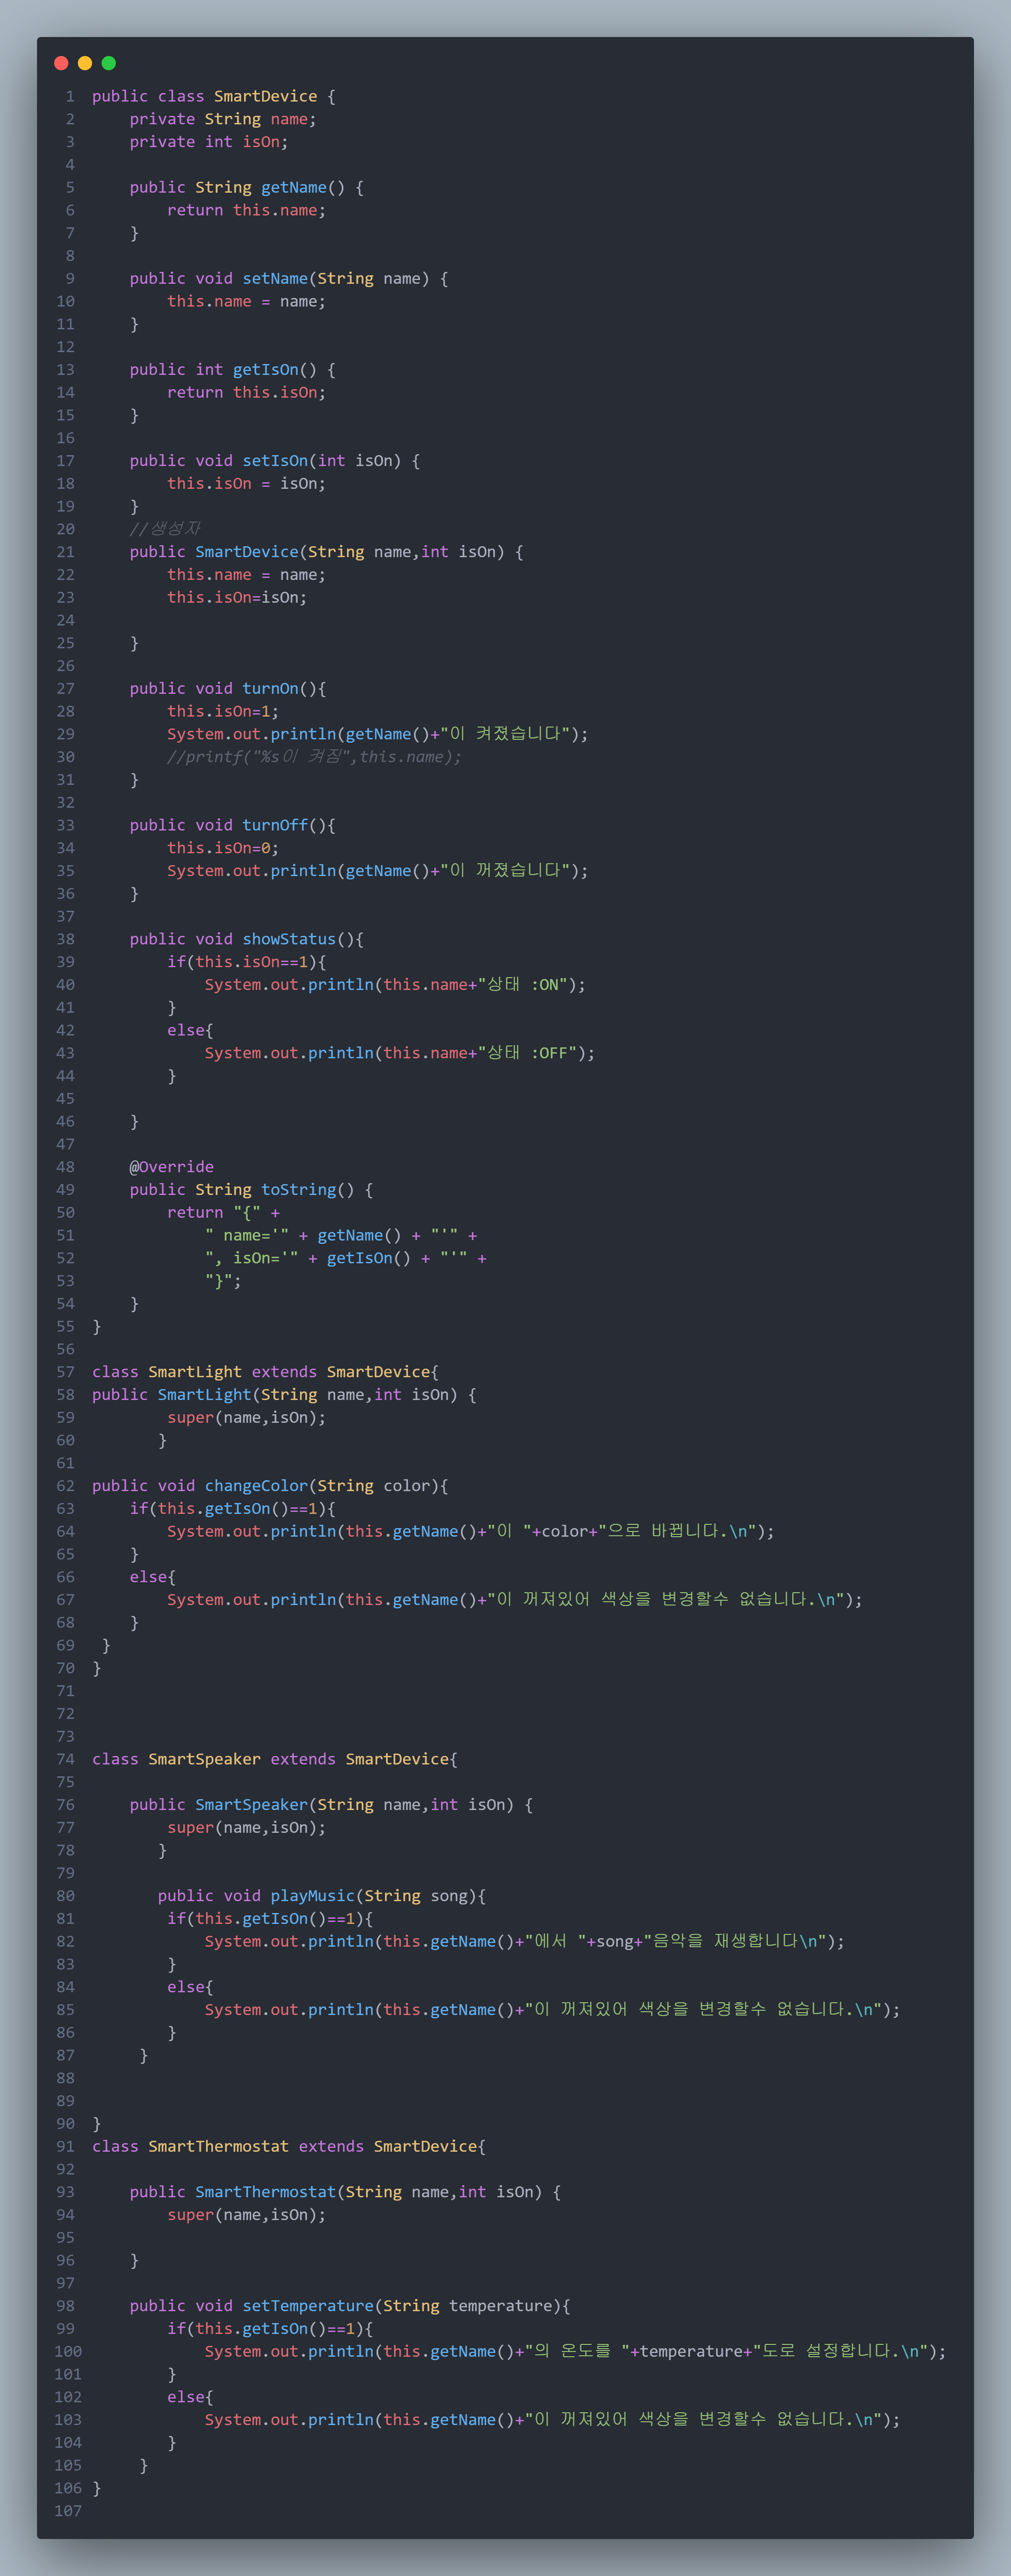 1 public class SmartDevice {
2     private String name;
3     private int isOn;
4
5     public String getName() {
6         return this.name;
7     }
8
9     public void setName(String name) {
10         this.name = name;
11     }
12
13     public int getIsOn() {
14         return this.isOn;
15     }
16
17     public void setIsOn(int isOn) {
18         this.isOn = isOn;
19     }
20     //생성자
21     public SmartDevice(String name,int isOn) {
22         this.name = name;
23         this.isOn=isOn;
24
25     }
26
27     public void turnOn(){
28         this.isOn=1;
29         System.out.println(getName()+"이 켜졌습니다");
30         //printf("%s이 켜짐",this.name);
31     }
32
33     public void turnOff(){
34         this.isOn=0;
35         System.out.println(getName()+"이 꺼졌습니다");
36     }
37
38     public void showStatus(){
39         if(this.isOn==1){
40             System.out.println(this.name+"상태 :ON");
41         }
42         else{
43             System.out.println(this.name+"상태 :OFF");
44         }
45
46     }
47
48     @Override
49     public String toString() {
50         return "{" +
51             " name='" + getName() + "'" +
52             ", isOn='" + getIsOn() + "'" +
53             "}";
54     }
55 }
56
57 class SmartLight extends SmartDevice{
58 public SmartLight(String name,int isOn) {
59         super(name,isOn);
60        }
61
62 public void changeColor(String color){
63     if(this.getIsOn()==1){
64         System.out.println(this.getName()+"이 "+color+"으로 바뀝니다.\n");
65     }
66     else{
67         System.out.println(this.getName()+"이 꺼져있어 색상을 변경할수 없습니다.\n");
68     }
69  }
70 }
71
72
73
74 class SmartSpeaker extends SmartDevice{
75
76     public SmartSpeaker(String name,int isOn) {
77         super(name,isOn);
78        }
79
80        public void playMusic(String song){
81         if(this.getIsOn()==1){
82             System.out.println(this.getName()+"에서 "+song+"음악을 재생합니다\n");
83         }
84         else{
85             System.out.println(this.getName()+"이 꺼져있어 색상을 변경할수 없습니다.\n");
86         }
87      }
88
89
90 }
91 class SmartThermostat extends SmartDevice{
92
93     public SmartThermostat(String name,int isOn) {
94         super(name,isOn);
95
96     }
97
98     public void setTemperature(String temperature){
99         if(this.getIsOn()==1){
100             System.out.println(this.getName()+"의 온도를 "+temperature+"도로 설정합니다.\n");
101         }
102         else{
103             System.out.println(this.getName()+"이 꺼져있어 색상을 변경할수 없습니다.\n");
104         }
105      }
106 }
107